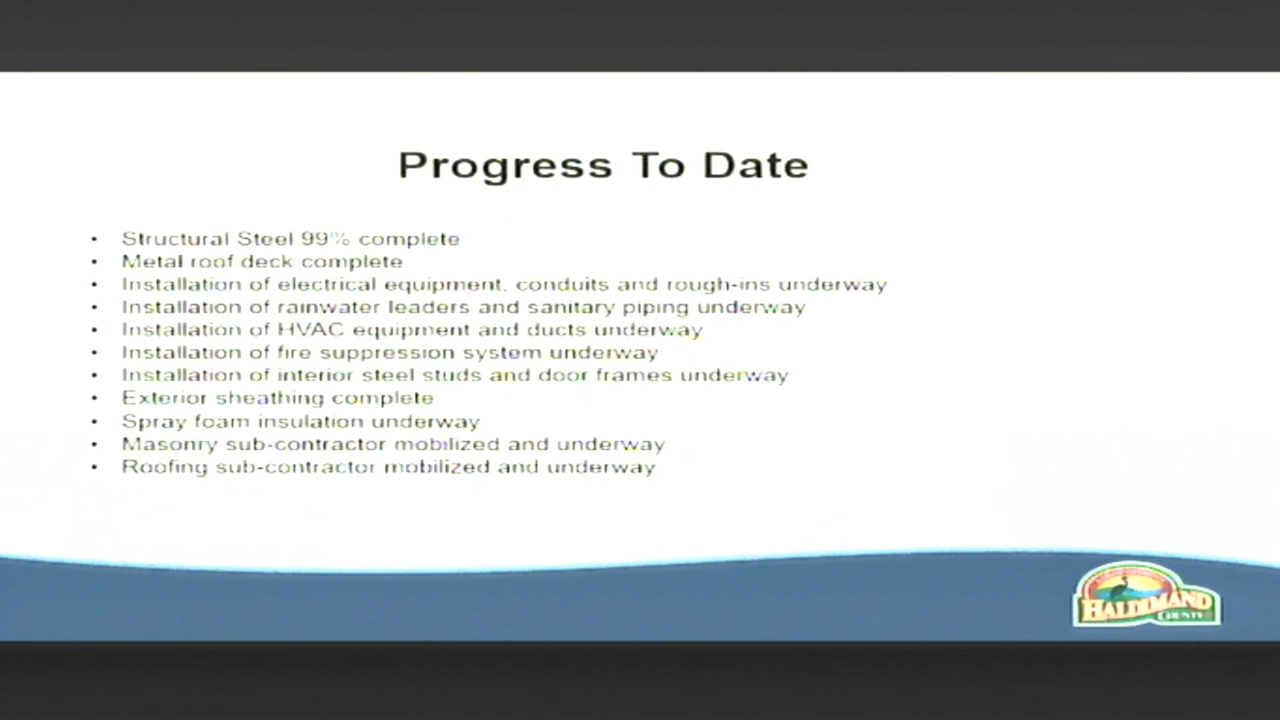 Progress To Date
• Structural Steel 99% complete
• Metal roof deck complete
• Installation of electrical equipment, conduits and rough-ins underway
• Installation of rainwater leaders and sanitary piping underway
• Installation of HVAC equipment and ducts underway
• Installation of fire suppression system underway
• Installation of interior steel studs and door frames underway
• Exterior sheathing complete
• Spray foam insulation underway
• Masonry sub-contractor mobilized and underway
• Roofing sub-contractor mobilized and underway
HALDIMAND
COUNTY